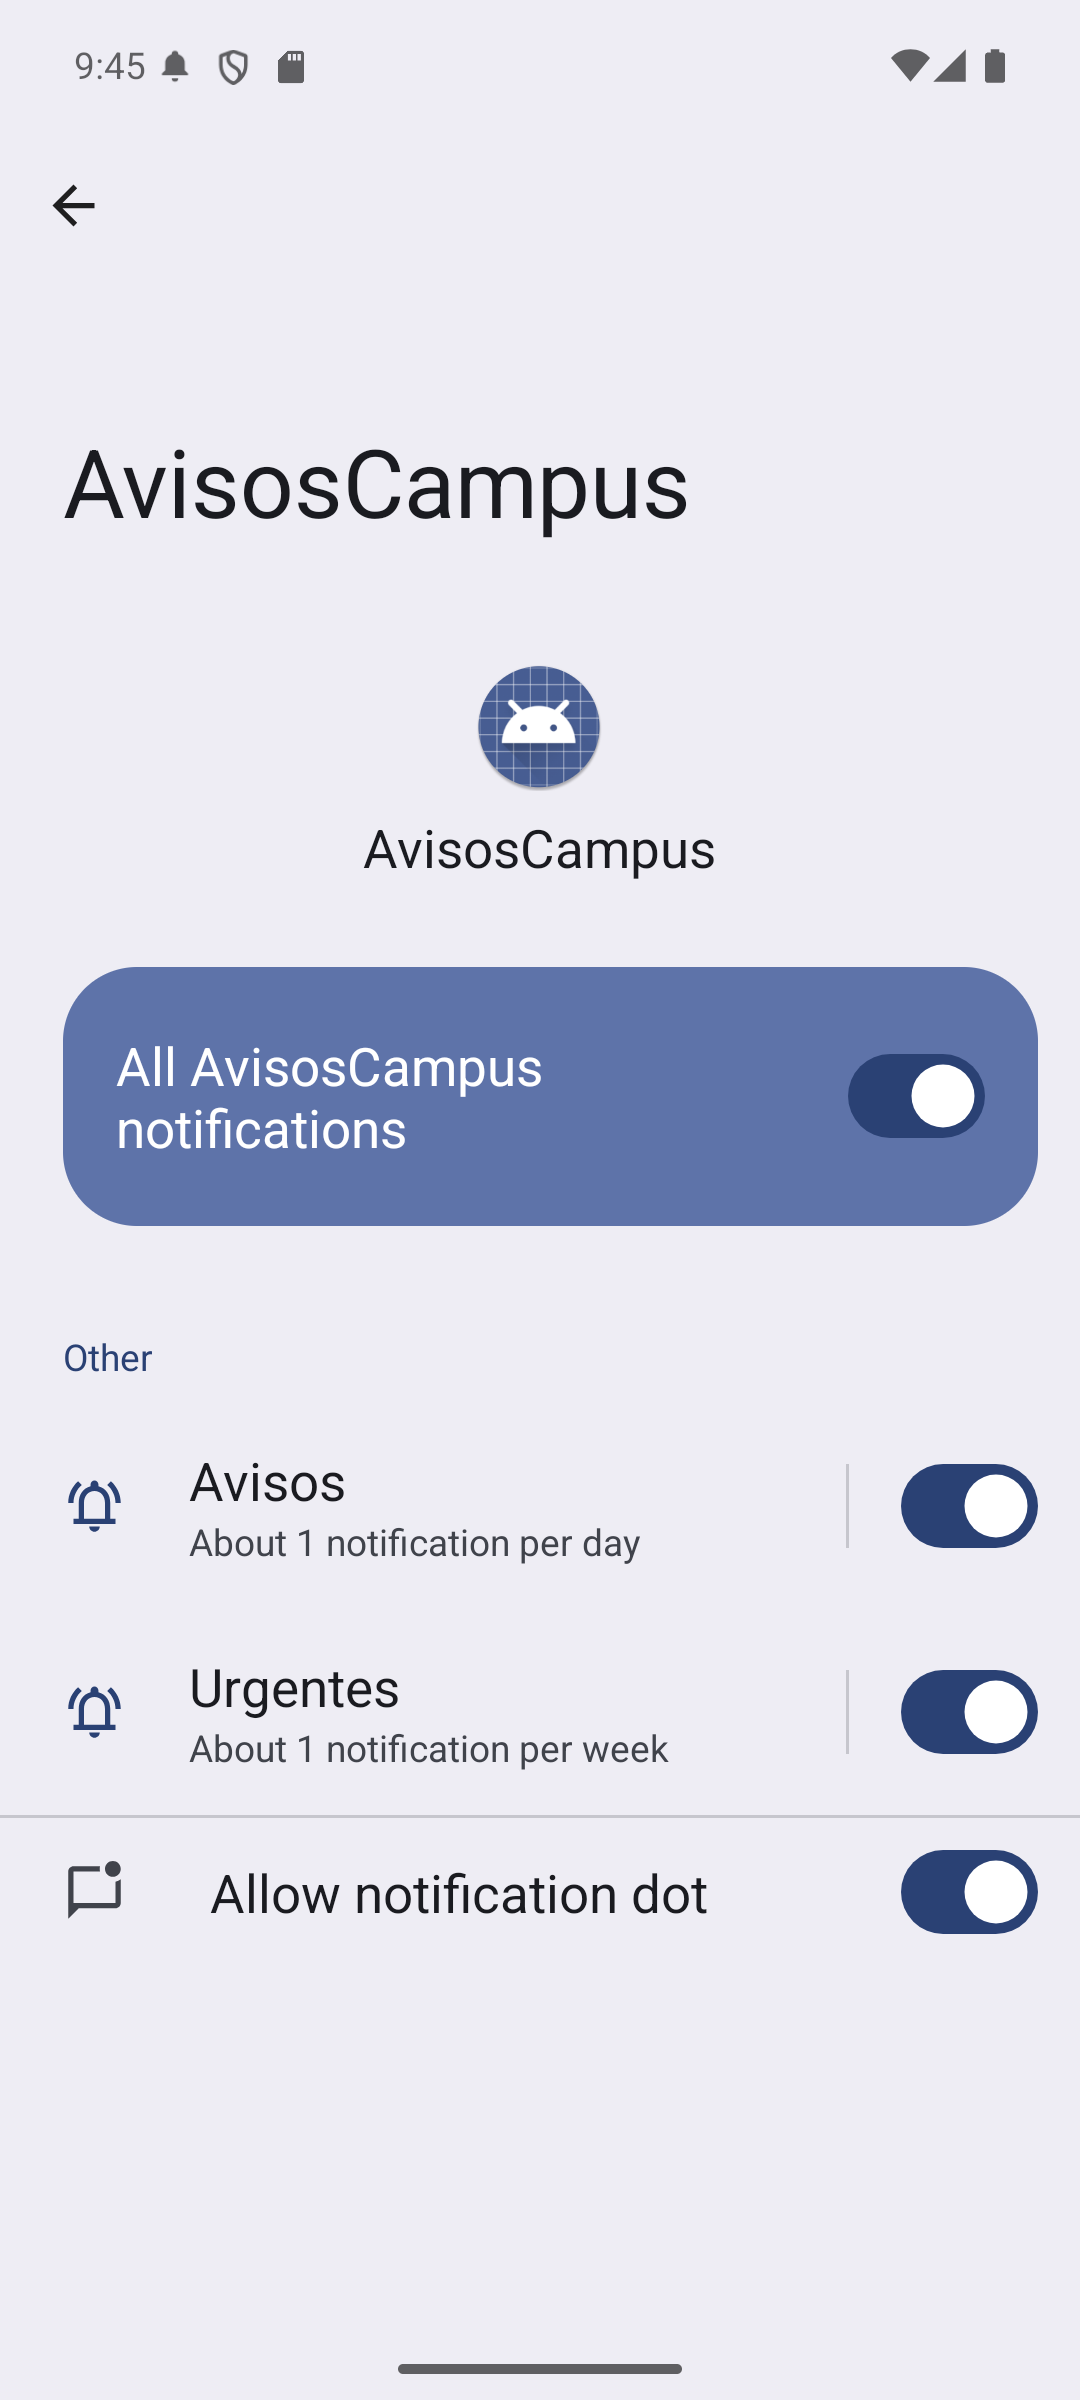 9:45
AvisosCampus
AvisosCampus
All AvisosCampus
notifications
Other
Avisos
About 1 notification per day
Urgentes
About 1 notification per week
Allow notification dot